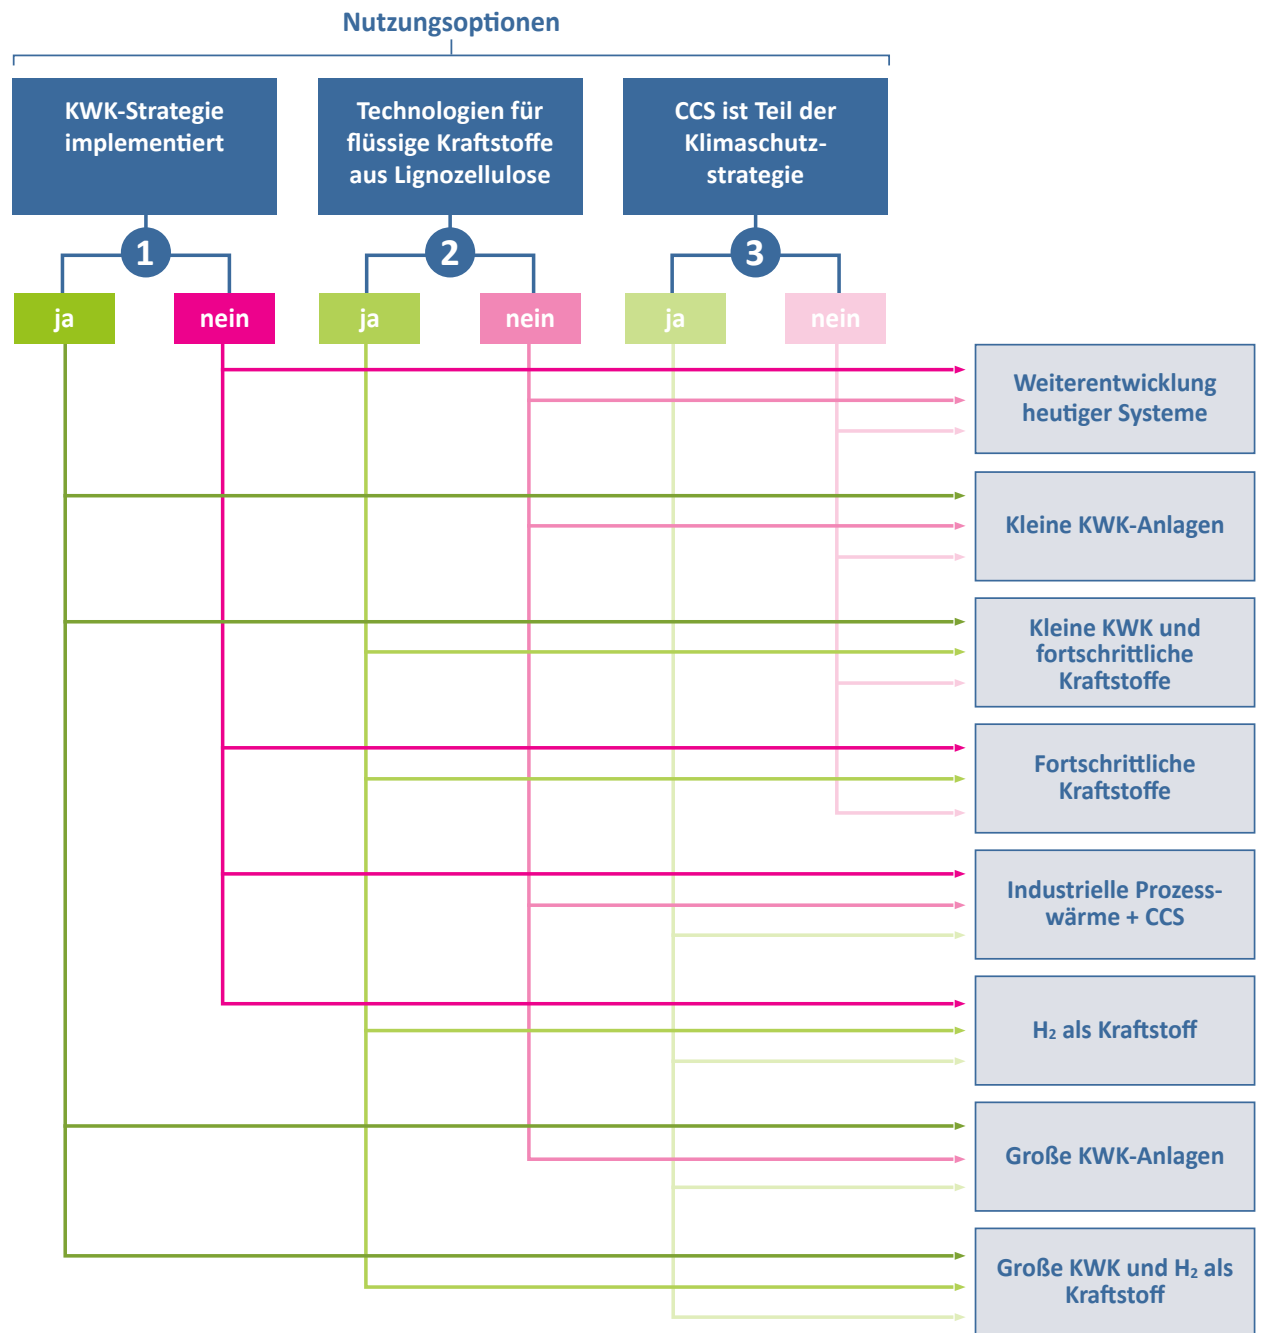 Nutzungsoptionen
KWK-Strategie
implementiert
Technologien für
flüssige Kraftstoffe
aus Lignozellulose
CCS ist Teil der
Klimaschutz-
strategie
1
2
3
ja
nein
ja
nein
ja
nein
Weiterentwicklung
heutiger Systeme
Kleine KWK-Anlagen
Kleine KWK und
fortschrittliche
Kraftstoffe
Fortschrittliche
Kraftstoffe
Industrielle Prozess-
wärme + CCS
H₂ als Kraftstoff
Große KWK-Anlagen
Große KWK und H₂ als
Kraftstoff